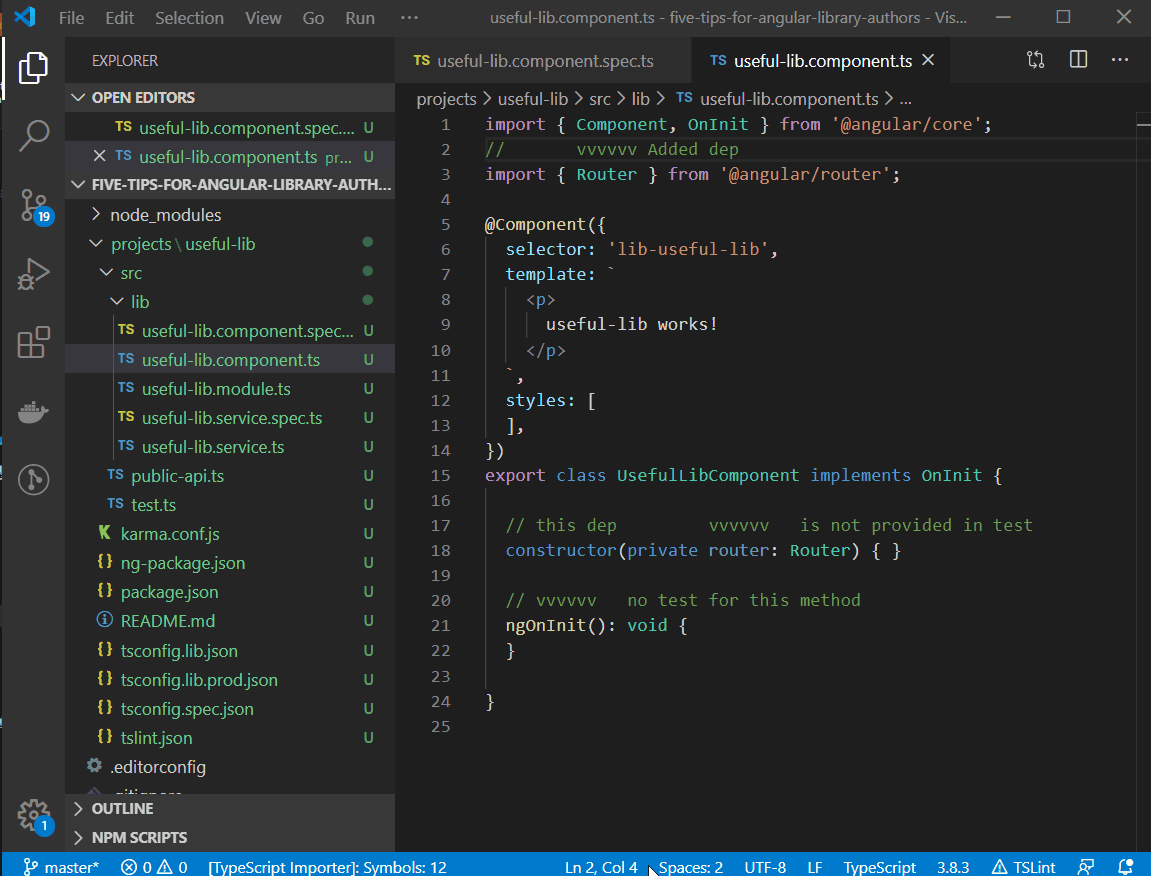 File Edit Selection View Go Run ··· useful-lib.component.ts - five-tips-for-angular-library-authors - Vis...
EXPLORER
OPEN EDITORS
TS useful-lib.component.spec.... U
TS useful-lib.component.ts pr... U
FIVE-TIPS-FOR-ANGULAR-LIBRARY-AUTH...
node_modules
projects \ useful-lib
src
lib
TS useful-lib.component.spec... U
TS useful-lib.component.ts U
TS useful-lib.module.ts U
TS useful-lib.service.spec.ts U
TS useful-lib.service.ts U
TS public-api.ts U
TS test.ts U
K karma.conf.js U
{} ng-package.json U
{} package.json U
README.md U
{} tsconfig.lib.json U
{} tsconfig.lib.prod.json U
{} tsconfig.spec.json U
{} tslint.json U
.editorconfig
OUTLINE
NPM SCRIPTS
19
1
TS useful-lib.component.spec.ts TS useful-lib.component.ts
projects > useful-lib > src > lib > TS useful-lib.component.ts > ...
1 import { Component, OnInit } from '@angular/core';
2 //       vvvvvv Added dep
3 import { Router } from '@angular/router';
4
5 @Component({
6   selector: 'lib-useful-lib',
7   template: `
8     <p>
9       useful-lib works!
10     </p>
11   `,
12   styles: [
13   ],
14 })
15 export class UsefulLibComponent implements OnInit {
16
17   // this dep         vvvvvv   is not provided in test
18   constructor(private router: Router) { }
19
20   // vvvvvv   no test for this method
21   ngOnInit(): void {
22   }
23
24 }
25
master* 0 0 [TypeScript Importer]: Symbols: 12 Ln 2, Col 4 Spaces: 2 UTF-8 LF TypeScript 3.8.3 TSLint